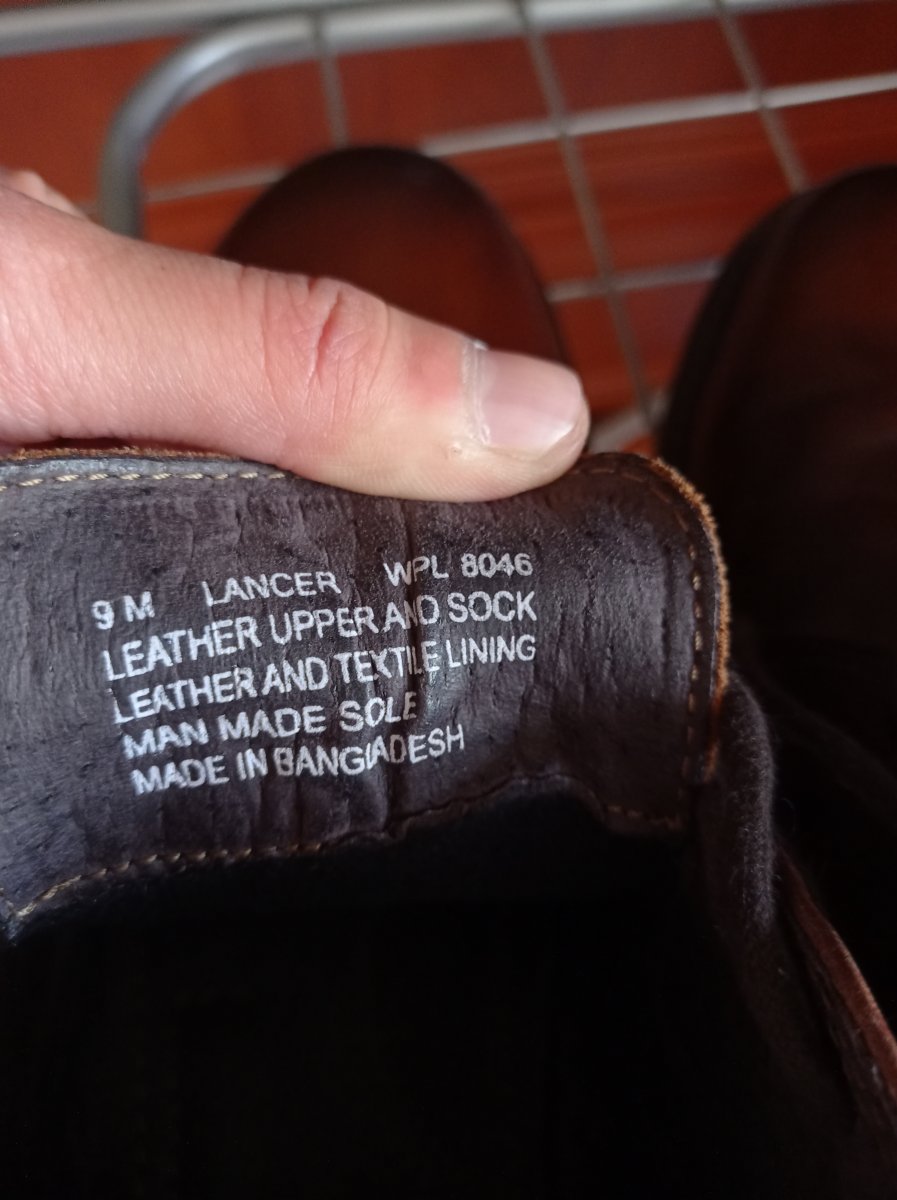 9 M LANCER WPL 8046
LEATHER UPPER AND SOCK
LEATHER AND TEXTILE LINING
MAN MADE SOLE
MADE IN BANGLADESH